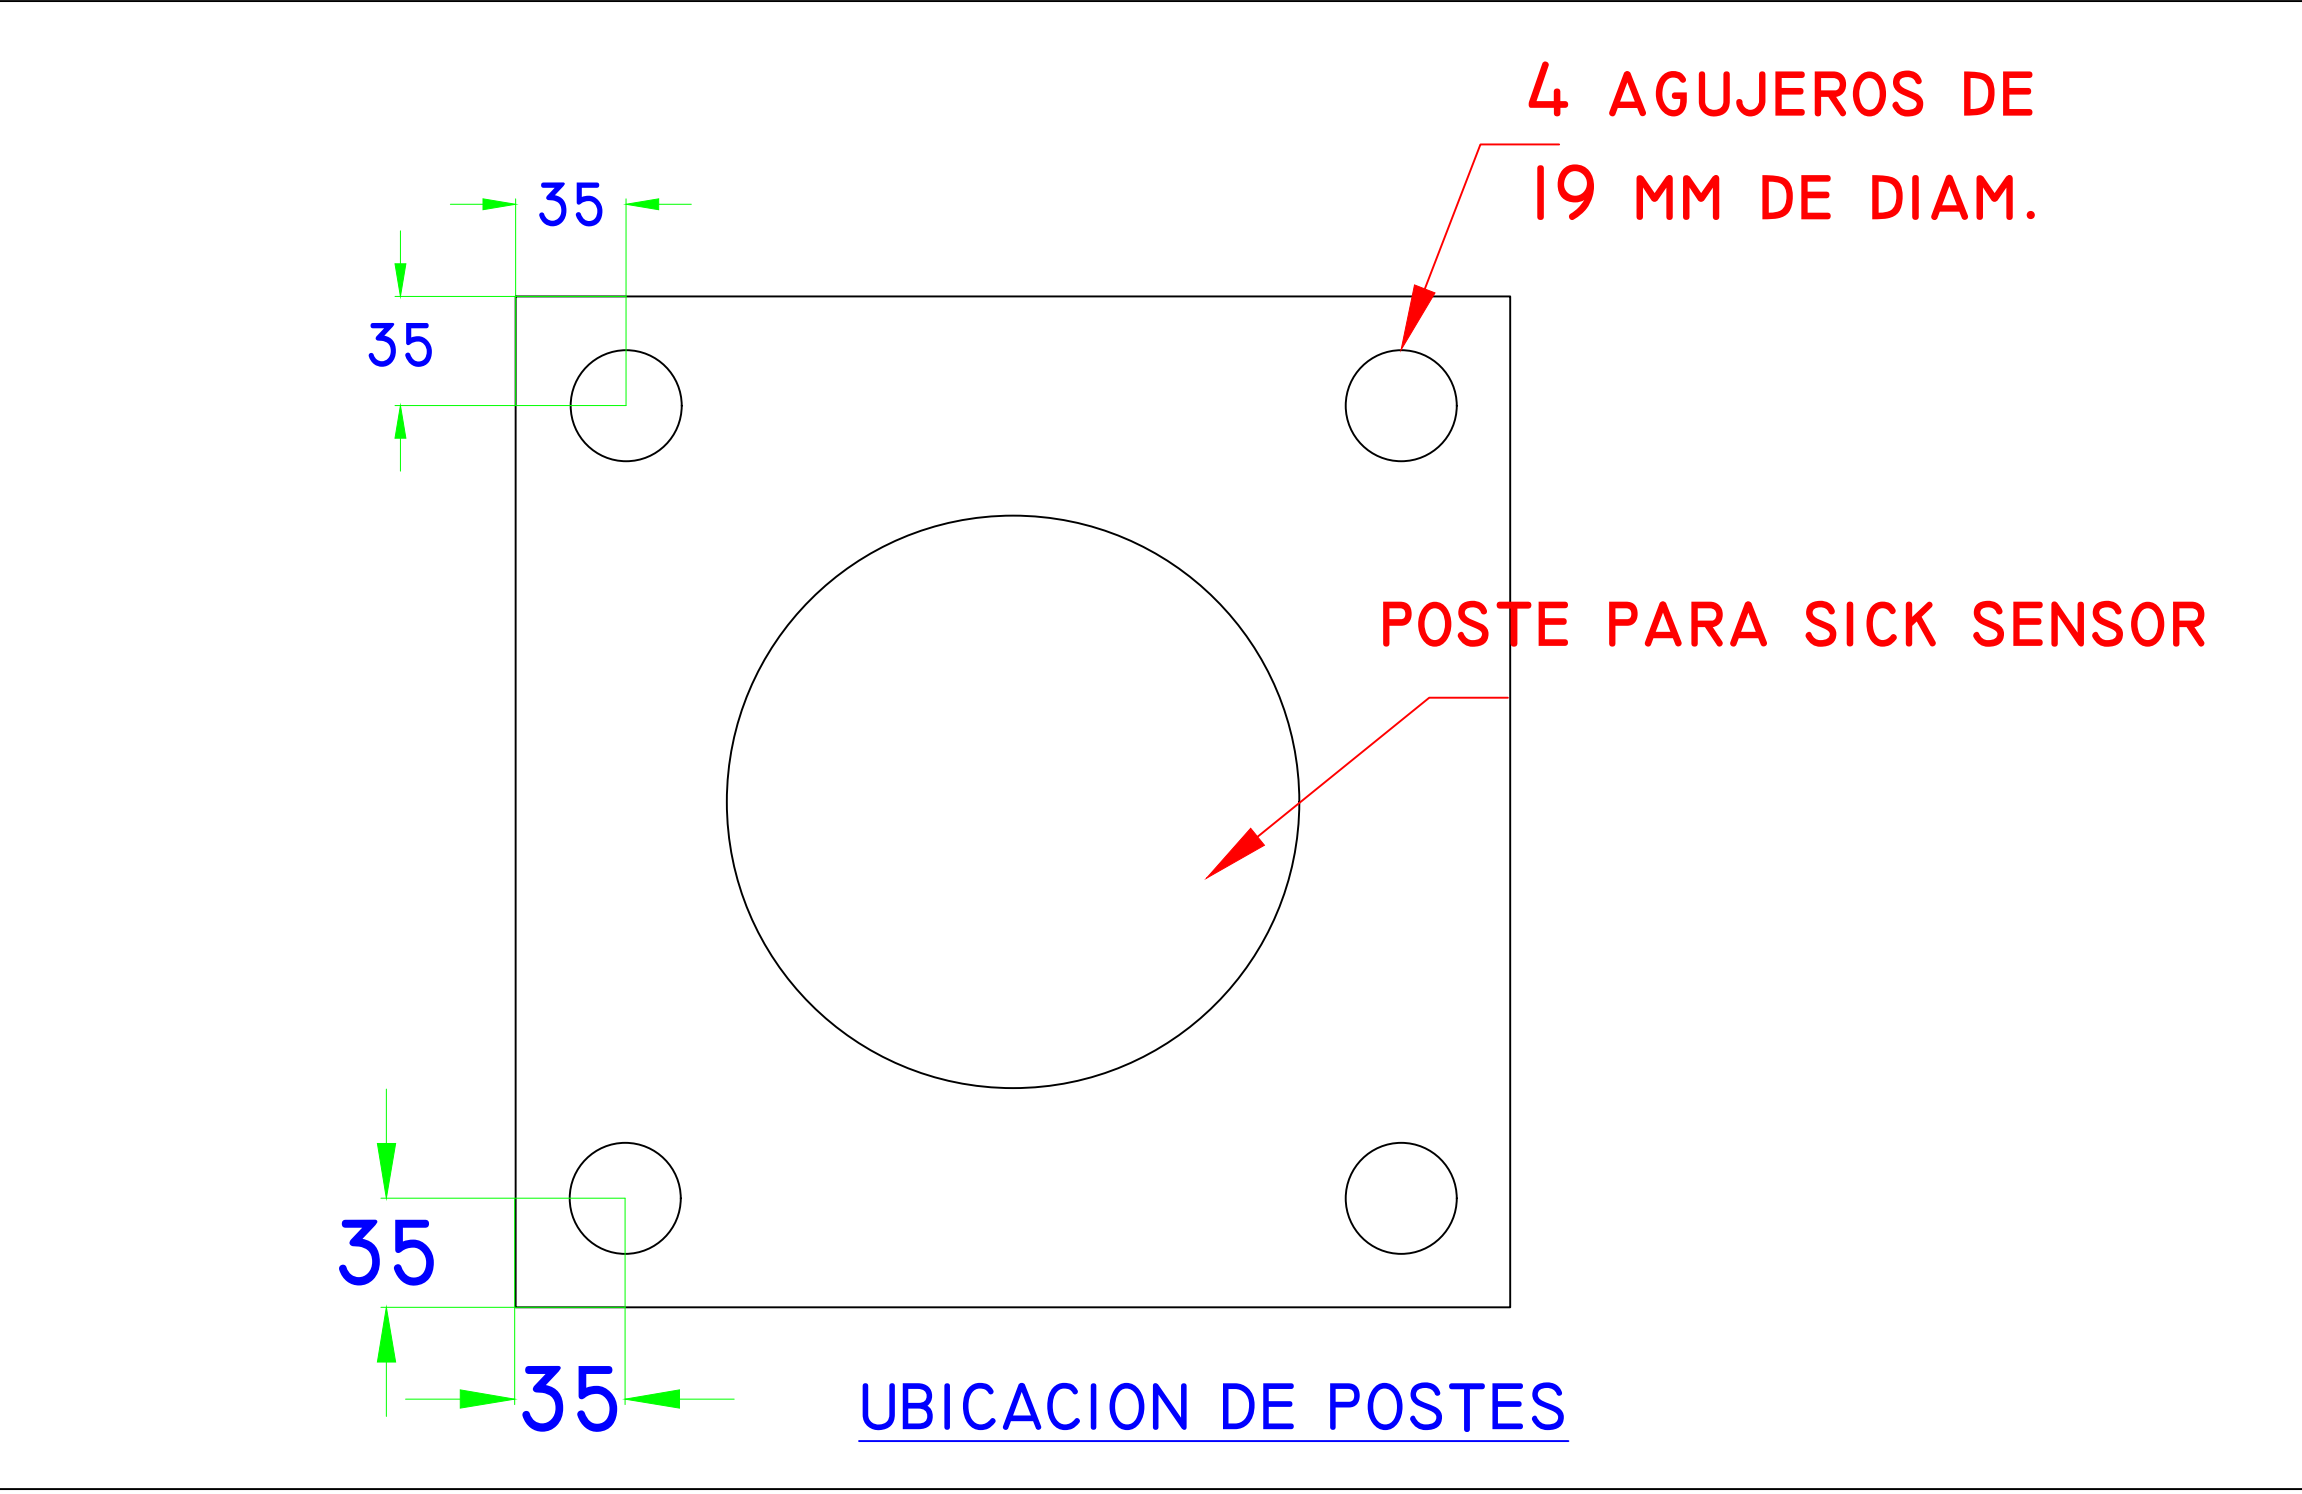 4 AGUJEROS DE
19 MM DE DIAM.
35
35
POSTE PARA SICK SENSOR
35
35
UBICACION DE POSTES